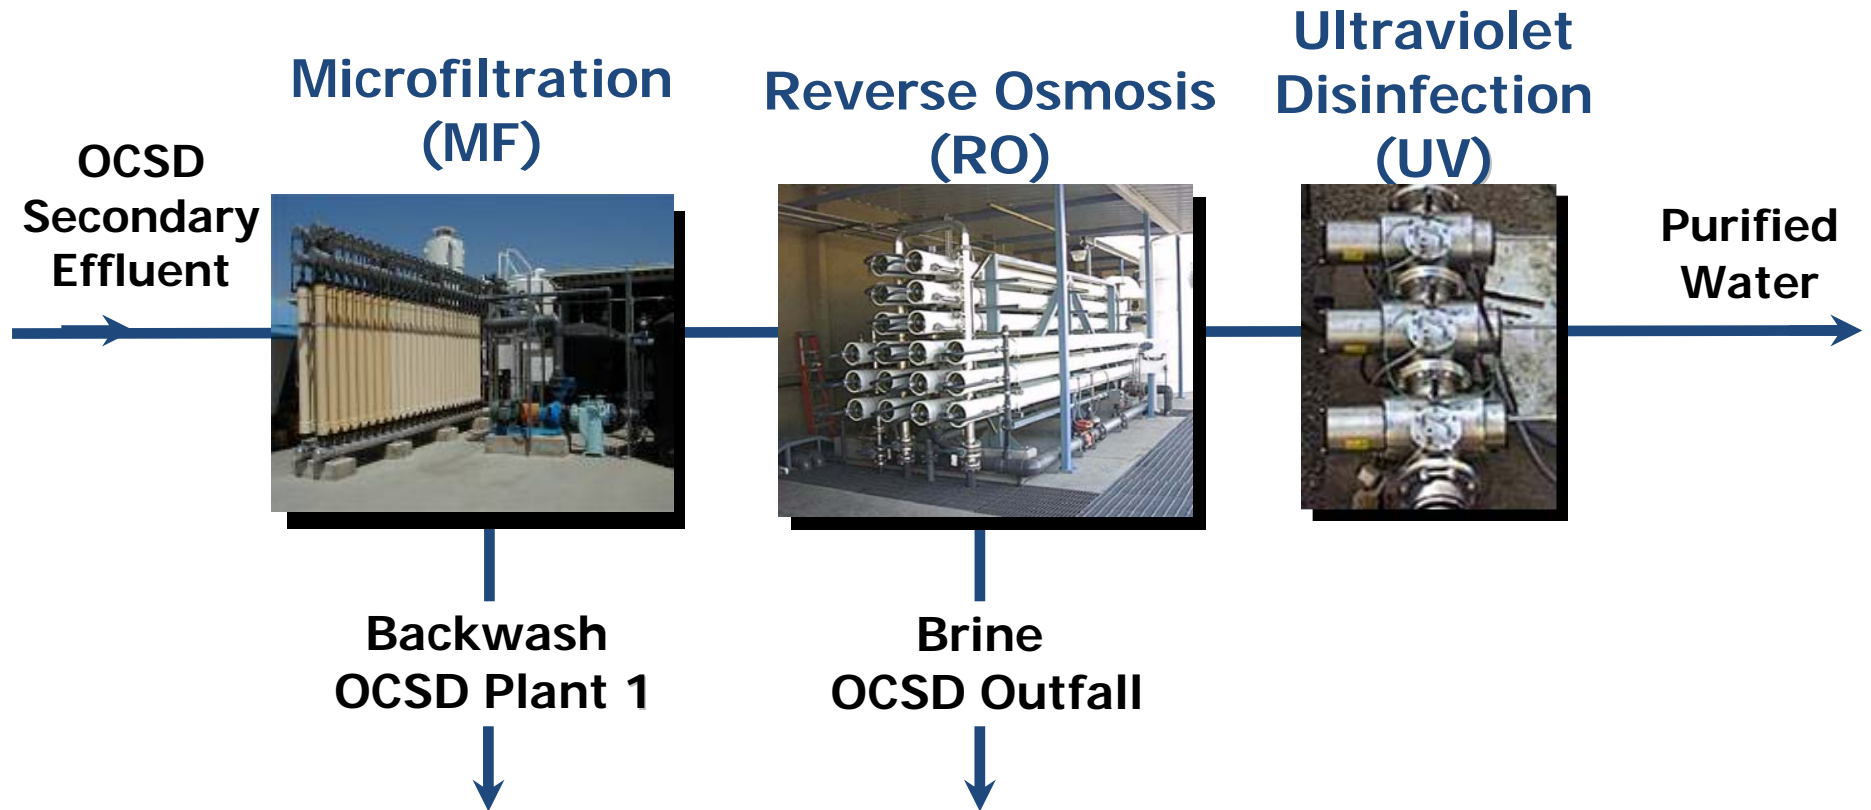 Microfiltration
(MF)
Reverse Osmosis
(RO)
Ultraviolet
Disinfection
(UV)
OCSD
Secondary
Effluent
Purified
Water
Backwash
OCSD Plant 1
Brine
OCSD Outfall